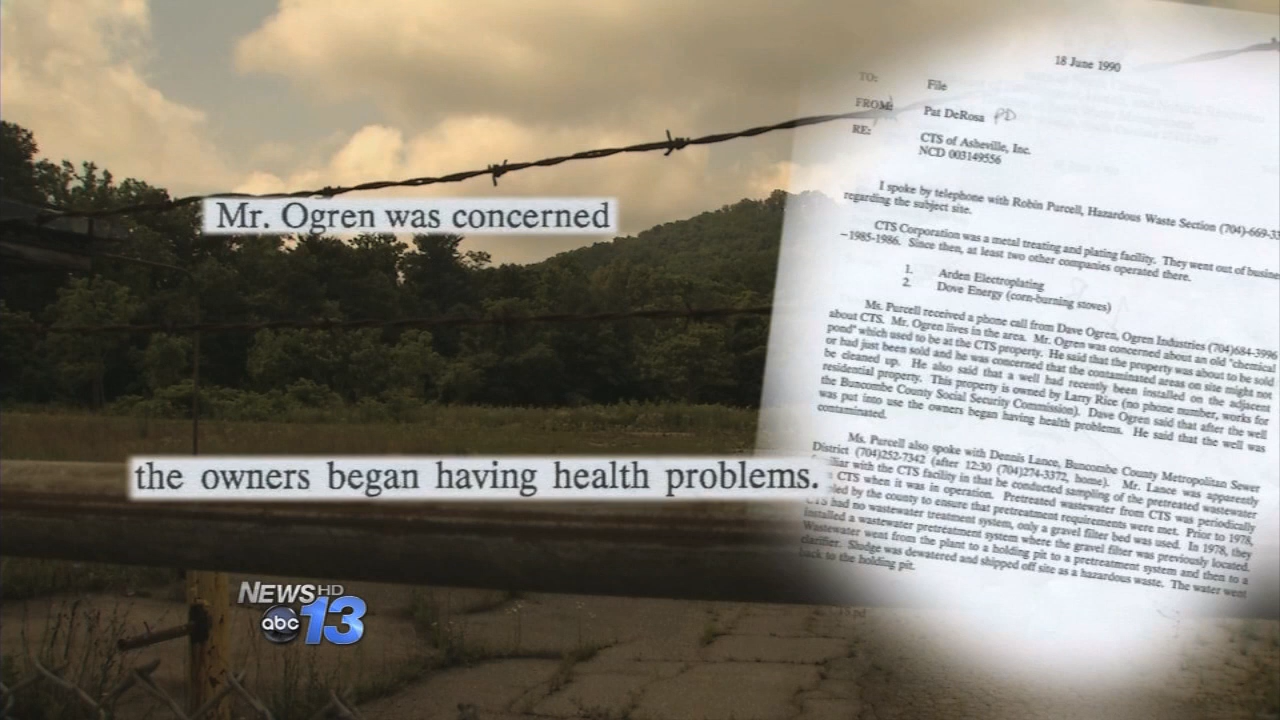 18 June 1990
TO: File
FROM: Pat DeRosa PD
RE: CTS of Asheville, Inc.
NCD 003149556
I spoke by telephone with Robin Purcell, Hazardous Waste Section (704)-669-33
regarding the subject site.
CTS Corporation was a metal treating and plating facility. They went out of busine
~1985-1986. Since then, at least two other companies operated there.
1. Arden Electroplating
2. Dove Energy (corn-burning stoves)
Ms. Purcell received a phone call from Dave Ogren, Ogren Industries (704)684-3996
about CTS. Mr. Ogren lives in the area. Mr. Ogren was concerned about an old "chemical
pond" which used to be at the CTS property. He said that the property was about to be sold
or had just been sold and he was concerned that the contaminated areas on site might not
be cleaned up. He also said that a well had recently been installed on the adjacent
residential property. This property is owned by Larry Rice (no phone number, works for
the Buncombe County Social Security Commission). Dave Ogren said that after the well
was put into use the owners began having health problems. He said that the well was
contaminated.
Ms. Purcell also spoke with Dennis Lance, Buncombe County Metropolitan Sewer
District (704)252-7342 (after 12:30 (704)274-3372, home). Mr. Lance was apparently
iliar with the CTS facility in that he conducted sampling of the pretreated wastewater
CTS when it was in operation. Pretreated wastewater from CTS was periodically
led by the county to ensure that pretreatment requirements were met. Prior to 1978,
CTS had no wastewater treatment system, only a gravel filter bed was used. In 1978, they
installed a wastewater pretreatment system where the gravel filter was previously located.
Wastewater went from the plant to a holding pit to a pretreatment system and then to a
clarifier. Sludge was dewatered and shipped off site as a hazardous waste. The water went
back to the holding pit.
Mr. Ogren was concerned
the owners began having health problems.
NEWS HD
abc 13